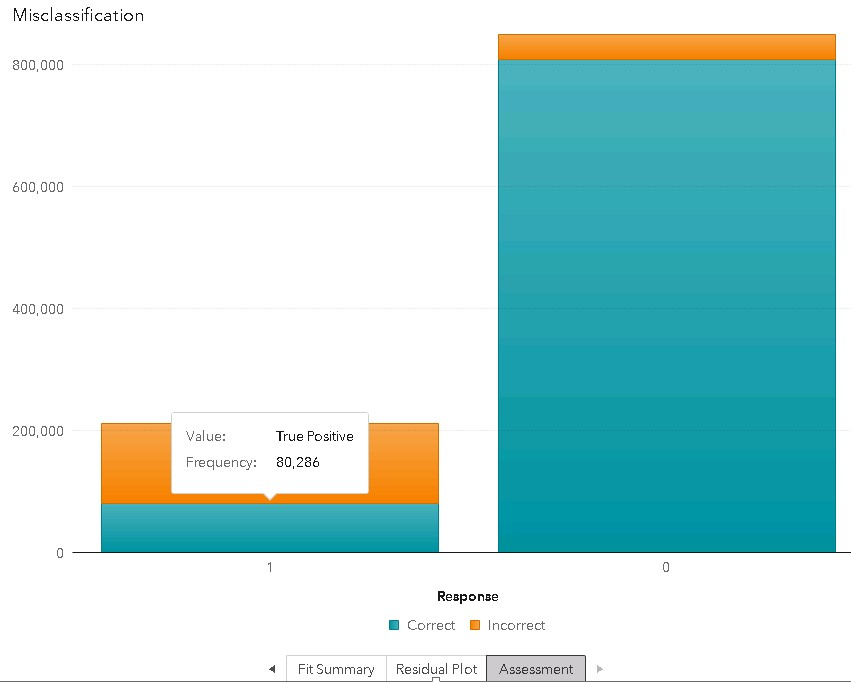 Misclassification
800,000
600,000
400,000
200,000
0
Value: True Positive
Frequency: 80,286
1 0
Response
Correct Incorrect
Fit Summary Residual Plot Assessment